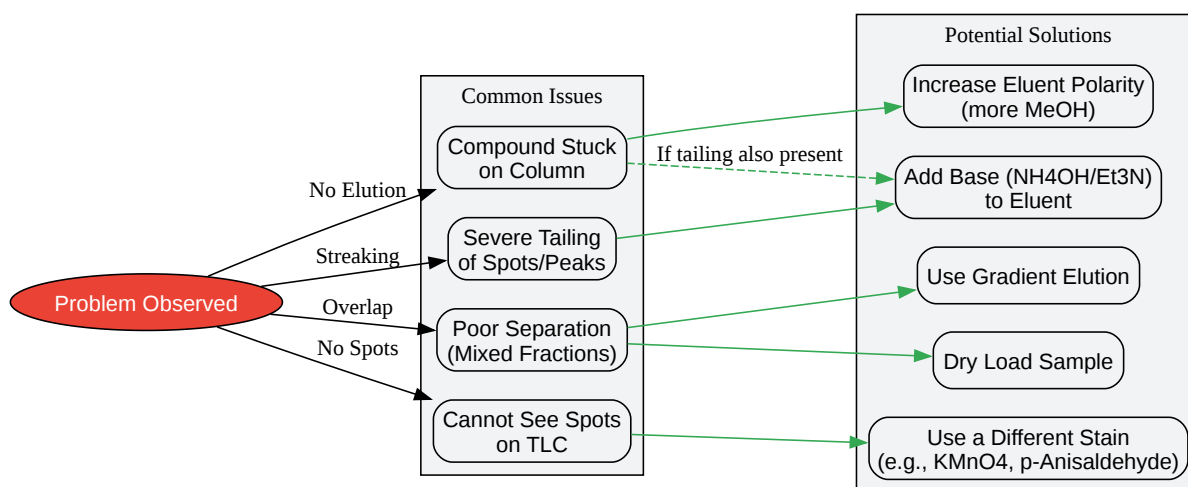 Problem Observed
No Elution
Streaking
Overlap
No Spots
Common Issues
Compound Stuck
on Column
Severe Tailing
of Spots/Peaks
Poor Separation
(Mixed Fractions)
Cannot See Spots
on TLC
If tailing also present
Potential Solutions
Increase Eluent Polarity
(more MeOH)
Add Base (NH4OH/Et3N)
to Eluent
Use Gradient Elution
Dry Load Sample
Use a Different Stain
(e.g., KMnO4, p-Anisaldehyde)